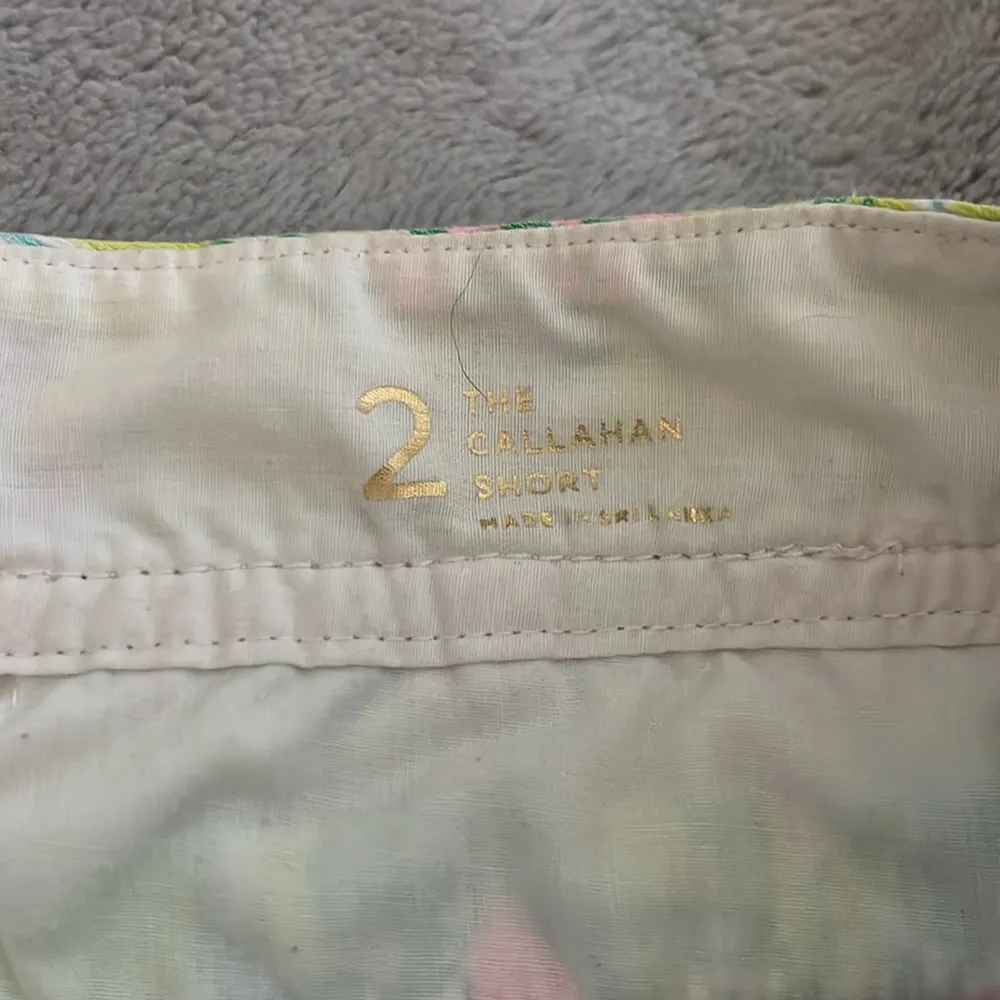 2
THE
CALLAHAN
SHORT
MADE IN SRI LANKA